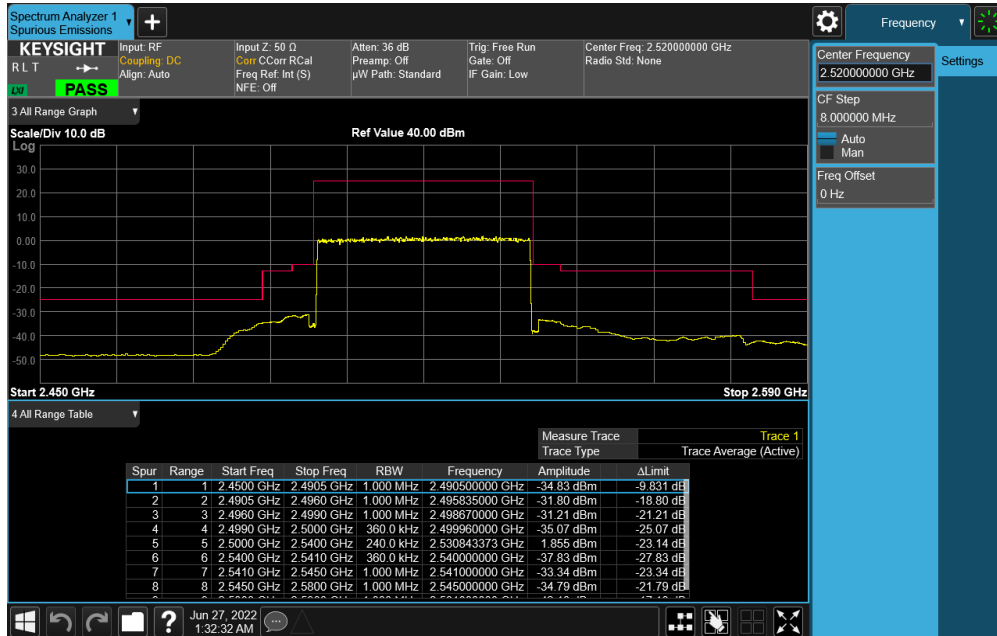 Spectrum Analyzer 1
Spurious Emissions
Frequency
KEYSIGHT
R L T
LXI
PASS
Input: RF
Coupling: DC
Align: Auto
Input Z: 50 Ω
Corr CCorr RCal
Freq Ref: Int (S)
NFE: Off
Atten: 36 dB
Preamp: Off
µW Path: Standard
Trig: Free Run
Gate: Off
IF Gain: Low
Center Freq: 2.520000000 GHz
Radio Std: None
Center Frequency
2.520000000 GHz
Settings
CF Step
8.000000 MHz
Auto
Man
Freq Offset
0 Hz
3 All Range Graph
Scale/Div 10.0 dB
Ref Value 40.00 dBm
Log
30.0
20.0
10.0
0.00
-10.0
-20.0
-30.0
-40.0
-50.0
Start 2.450 GHz
Stop 2.590 GHz
4 All Range Table
Measure Trace Trace 1
Trace Type Trace Average (Active)
Spur Range Start Freq Stop Freq RBW Frequency Amplitude ΔLimit
1 1 2.4500 GHz 2.4905 GHz 1.000 MHz 2.490500000 GHz -34.83 dBm -9.831 dB
2 2 2.4905 GHz 2.4960 GHz 1.000 MHz 2.495835000 GHz -31.80 dBm -18.80 dB
3 3 2.4960 GHz 2.4990 GHz 1.000 MHz 2.498670000 GHz -31.21 dBm -21.21 dB
4 4 2.4990 GHz 2.5000 GHz 360.0 kHz 2.499960000 GHz -35.07 dBm -25.07 dB
5 5 2.5000 GHz 2.5400 GHz 240.0 kHz 2.530843373 GHz 1.855 dBm -23.14 dB
6 6 2.5400 GHz 2.5410 GHz 360.0 kHz 2.540000000 GHz -37.83 dBm -27.83 dB
7 7 2.5410 GHz 2.5450 GHz 1.000 MHz 2.541000000 GHz -33.34 dBm -23.34 dB
8 8 2.5450 GHz 2.5800 GHz 1.000 MHz 2.545000000 GHz -34.79 dBm -21.79 dB
?
Jun 27, 2022
1:32:32 AM